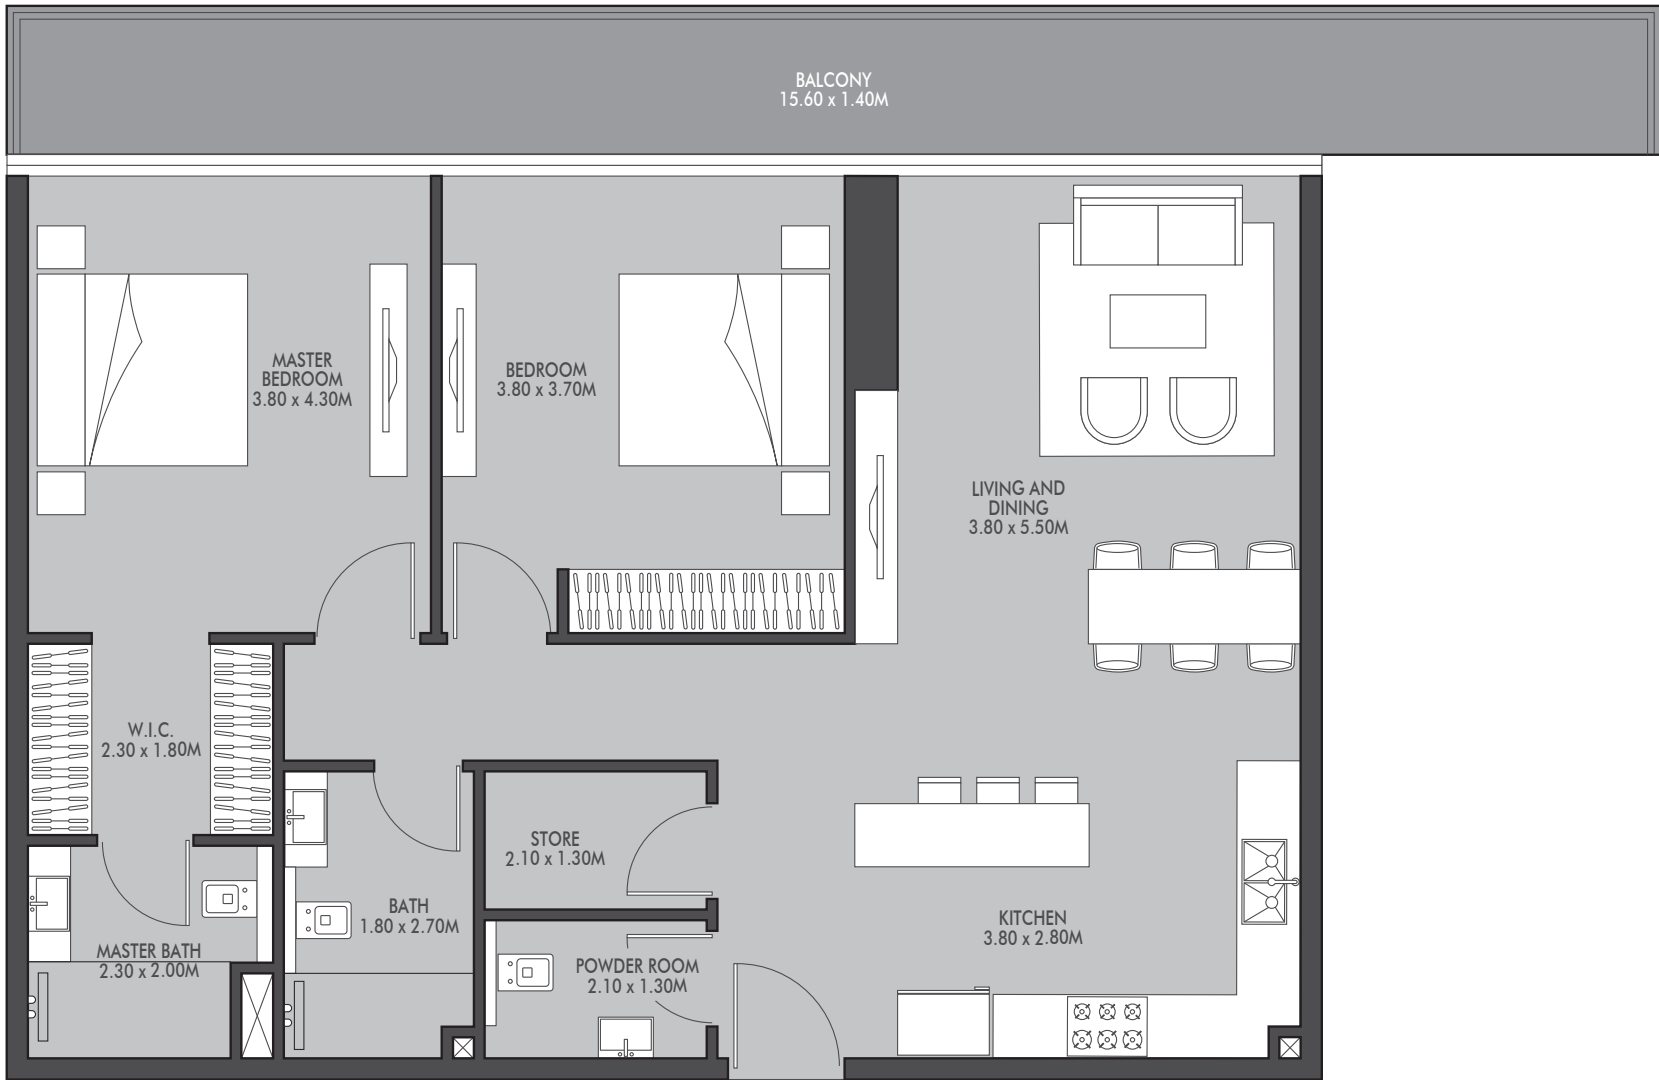 BALCONY
15.60 x 1.40M
MASTER
BEDROOM
3.80 x 4.30M
BEDROOM
3.80 x 3.70M
LIVING AND
DINING
3.80 x 5.50M
W.I.C.
2.30 x 1.80M
STORE
2.10 x 1.30M
BATH
1.80 x 2.70M
KITCHEN
3.80 x 2.80M
MASTER BATH
2.30 x 2.00M
POWDER ROOM
2.10 x 1.30M